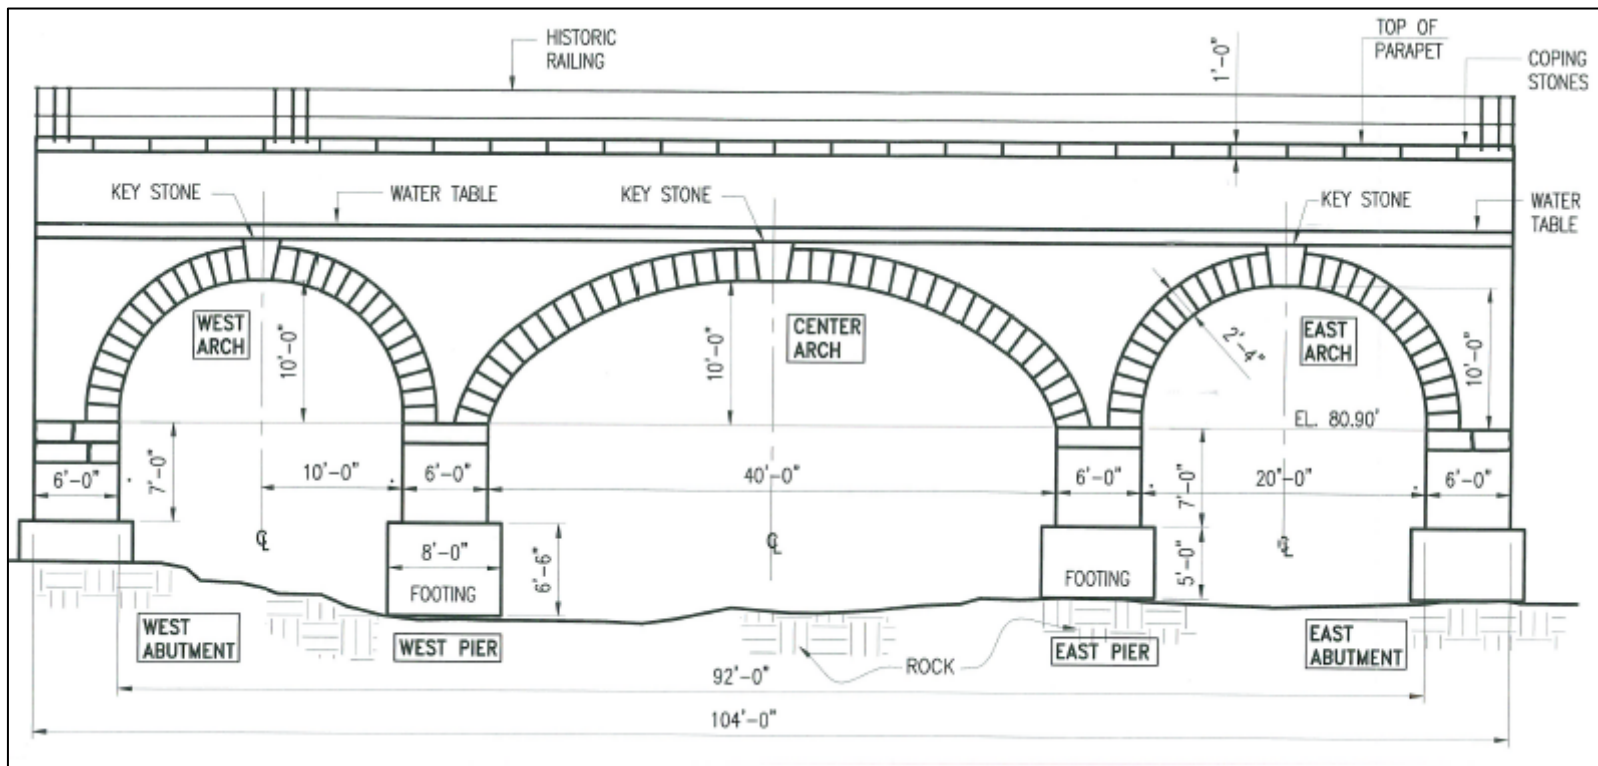 HISTORIC
RAILING
1'-0"
TOP OF
PARAPET
COPING
STONES
KEY STONE
WATER TABLE
KEY STONE
KEY STONE
WATER
TABLE
WEST
ARCH
10'-0"
CENTER
ARCH
10'-0"
2'-4"
EAST
ARCH
10'-0"
EL. 80.90'
6'-0"
7'-0"
10'-0"
6'-0"
40'-0"
6'-0"
7'-0"
20'-0"
6'-0"
℄
8'-0"
FOOTING
6'-6"
℄
FOOTING
5'-0"
℄
WEST
ABUTMENT
WEST PIER
ROCK
EAST PIER
EAST
ABUTMENT
92'-0"
104'-0"